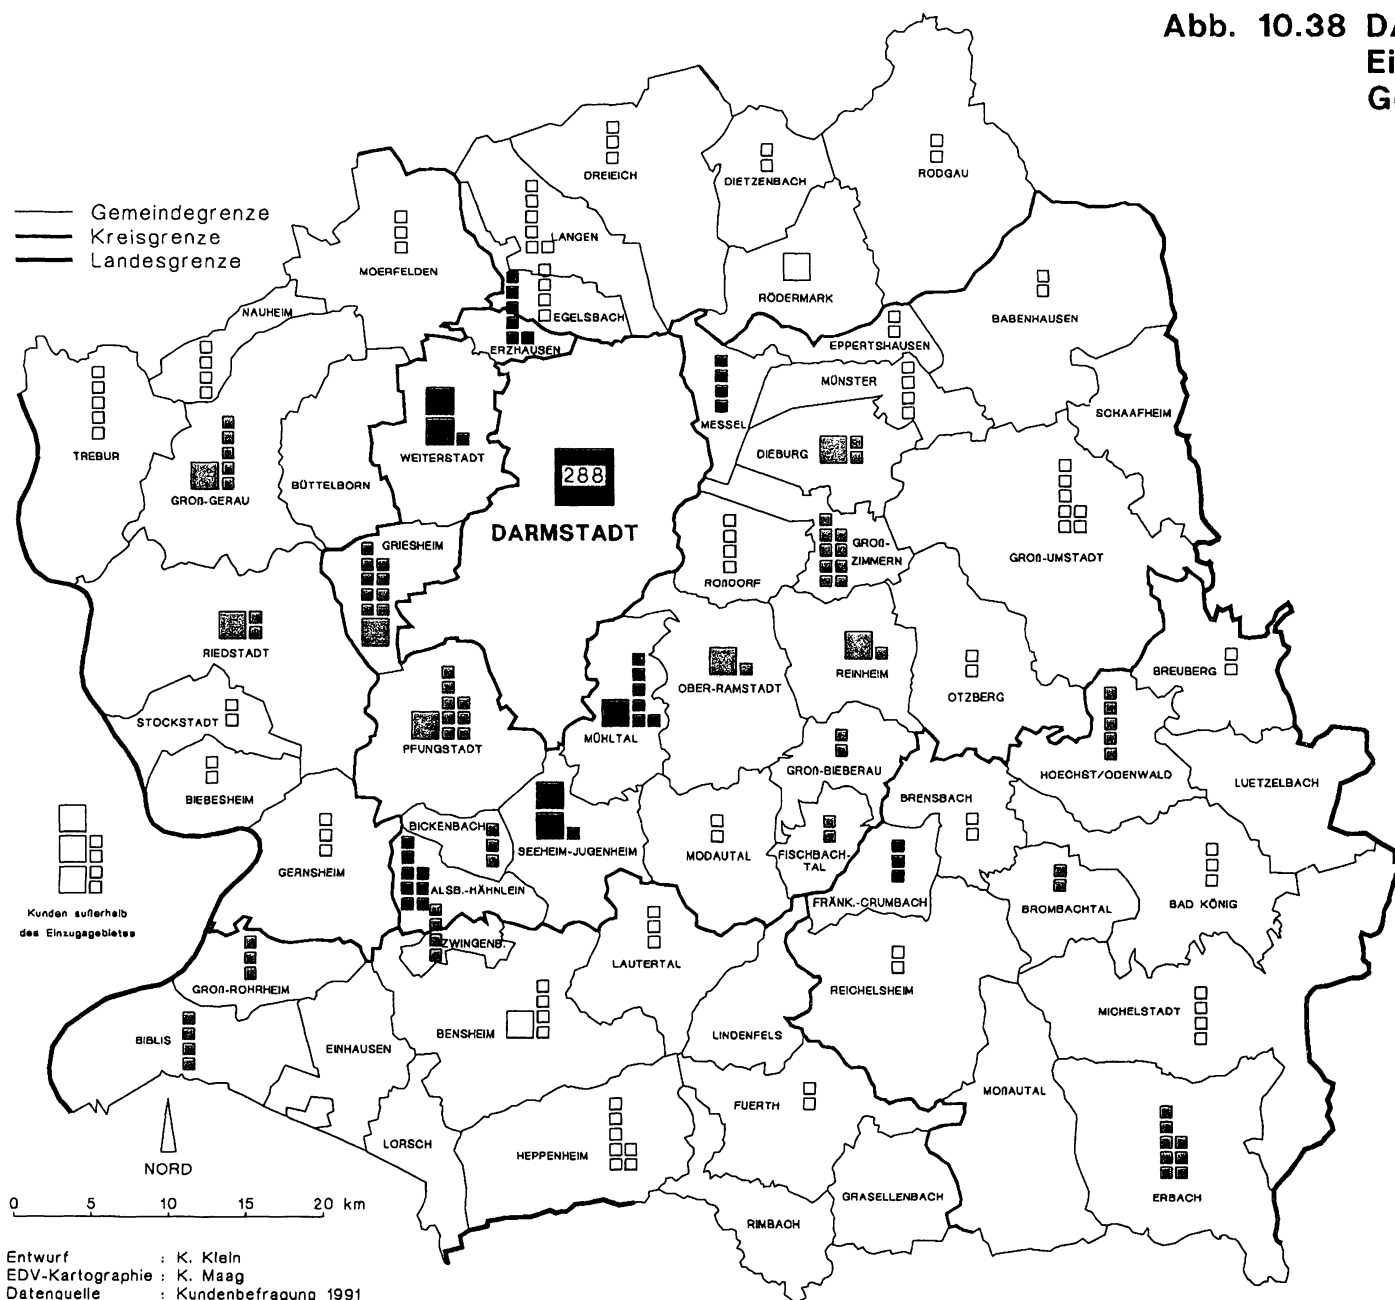 Abb. 10.38
Gemeindegrenze
Kreisgrenze
Landesgrenze
DREIEICH
DIETZENBACH
RODGAU
LANGEN
MOERFELDEN
RÖDERMARK
NAUHEIM
EGELSBACH
BABENHAUSEN
ERZHAUSEN
EPPERTSHAUSEN
MÜNSTER
SCHAAFHEIM
MESSEL
TREBUR
WEITERSTADT
DIEBURG
GROß-GERAU
BÜTTELBORN
288
DARMSTADT
GRIESHEIM
GROß-
ZIMMERN
GROß-UMSTADT
ROßDORF
RIEDSTADT
OBER-RAMSTADT
REINHEIM
OTZBERG
BREUBERG
STOCKSTADT
PFUNGSTADT
MÜHLTAL
GROß-BIEBERAU
HOECHST/ODENWALD
LUETZELBACH
BIEBESHEIM
BRENSBACH
BICKENBACH
SEEHEIM-JUGENHEIM
MODAUTAL
FISCHBACH-
TAL
GERNSHEIM
ALSB.-HÄHNLEIN
FRÄNK.-CRUMBACH
BROMBACHTAL
BAD KÖNIG
Kunden außerhalb
des Einzugsgebietes
ZWINGENB.
LAUTERTAL
GROß-ROHRHEIM
REICHELSHEIM
MICHELSTADT
BIBLIS
EINHAUSEN
BENSHEIM
LINDENFELS
MOßAUTAL
FUERTH
LORSCH
HEPPENHEIM
NORD
GRASELLENBACH
ERBACH
RIMBACH
0 5 10 15 20 km
Entwurf : K. Klein
EDV-Kartographie : K. Maag
Datenquelle : Kundenbefragung 1991